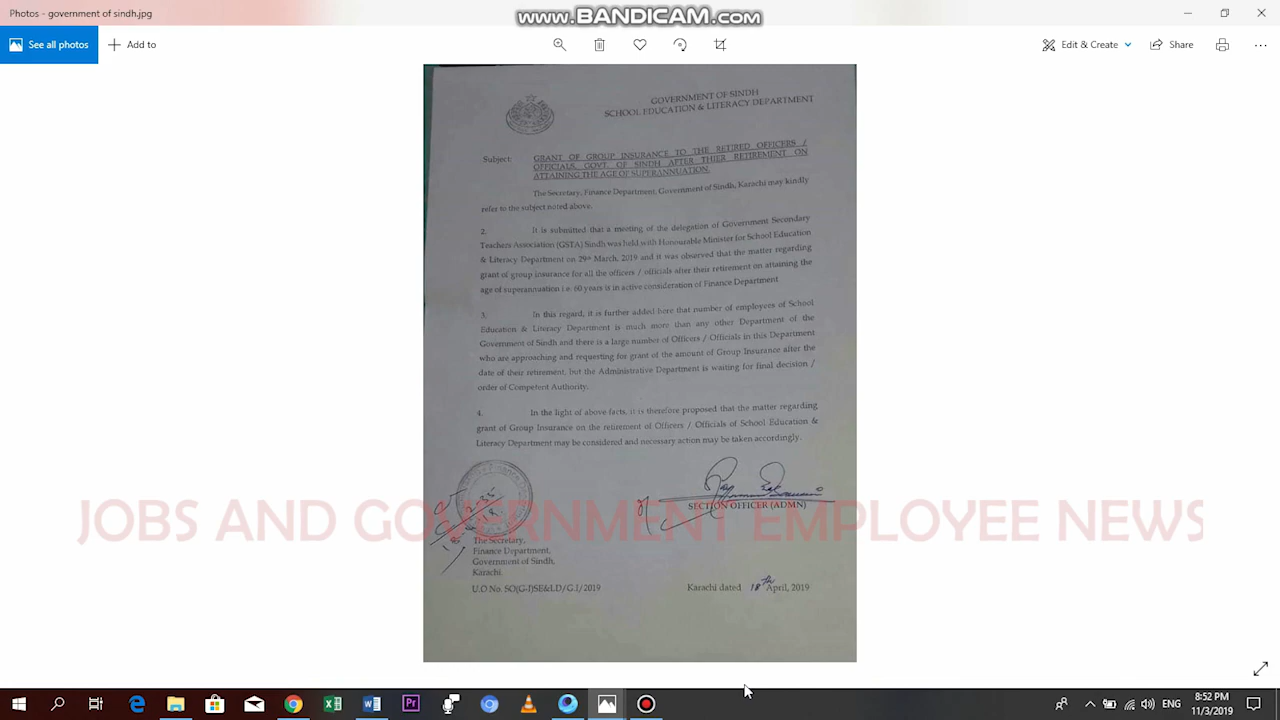 Photos - government of sindh.jpg
www.BANDICAM.com
See all photos
Add to
Edit & Create
Share
GOVERNMENT OF SINDH
SCHOOL EDUCATION & LITERACY DEPARTMENT
Subject: GRANT OF GROUP INSURANCE TO THE RETIRED OFFICERS /
OFFICIALS, GOVT. OF SINDH AFTER THIER RETIREMENT ON
ATTAINING THE AGE OF SUPERANNUATION.
The Secretary, Finance Department, Government of Sindh, Karachi may kindly
refer to the subject noted above.
2. It is submitted that a meeting of the delegation of Government Secondary
Teachers Association (GSTA) Sindh was held with Honourable Minister for School Education
& Literacy Department on 29th March, 2019 and it was observed that the matter regarding
grant of group insurance for all the officers / officials after their retirement on attaining the
age of superannuation i.e. 60 years is in active consideration of Finance Department
3. In this regard, it is further added here that number of employees of School
Education & Literacy Department is much more than any other Department of the
Government of Sindh and there is a large number of Officers / Officials in this Department
who are approaching and requesting for grant of the amount of Group Insurance after the
date of their retirement, but the Administrative Department is waiting for final decision /
order of Competent Authority.
4. In the light of above facts, it is therefore proposed that the matter regarding
grant of Group Insurance on the retirement of Officers / Officials of School Education &
Literacy Department may be considered and necessary action may be taken accordingly.
SECTION OFFICER (ADMN)
JOBS AND GOVERNMENT EMPLOYEE NEWS
The Secretary,
Finance Department,
Government of Sindh,
Karachi.
U.O No. SO(G-I)SE&LD/G.I/2019
Karachi dated 18th April, 2019
ENG
8:52 PM
11/3/2019